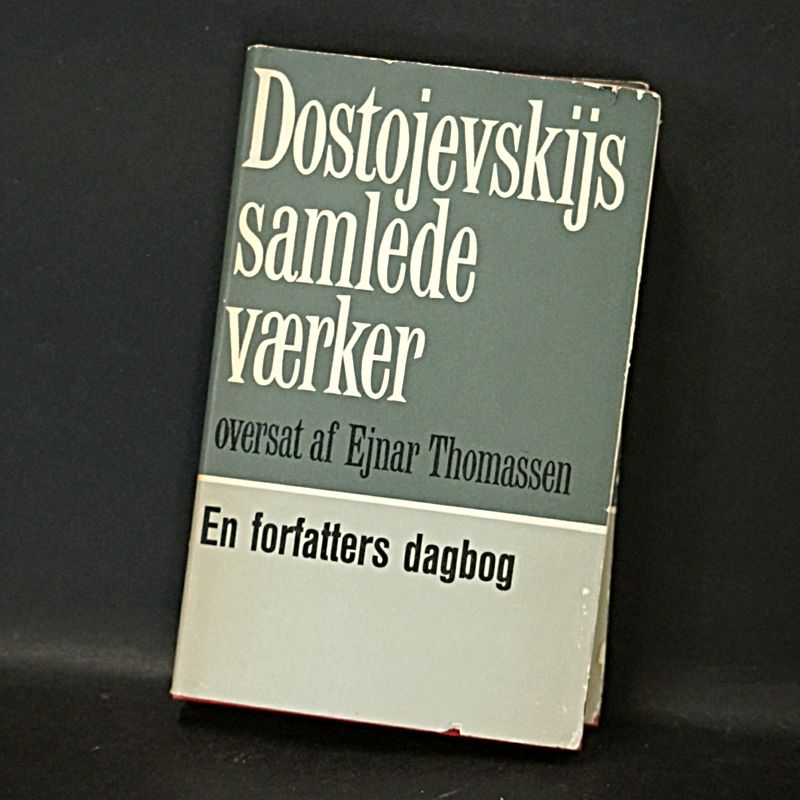 Dostojevskijs
samlede
værker
oversat af Ejnar Thomassen
En forfatters dagbog